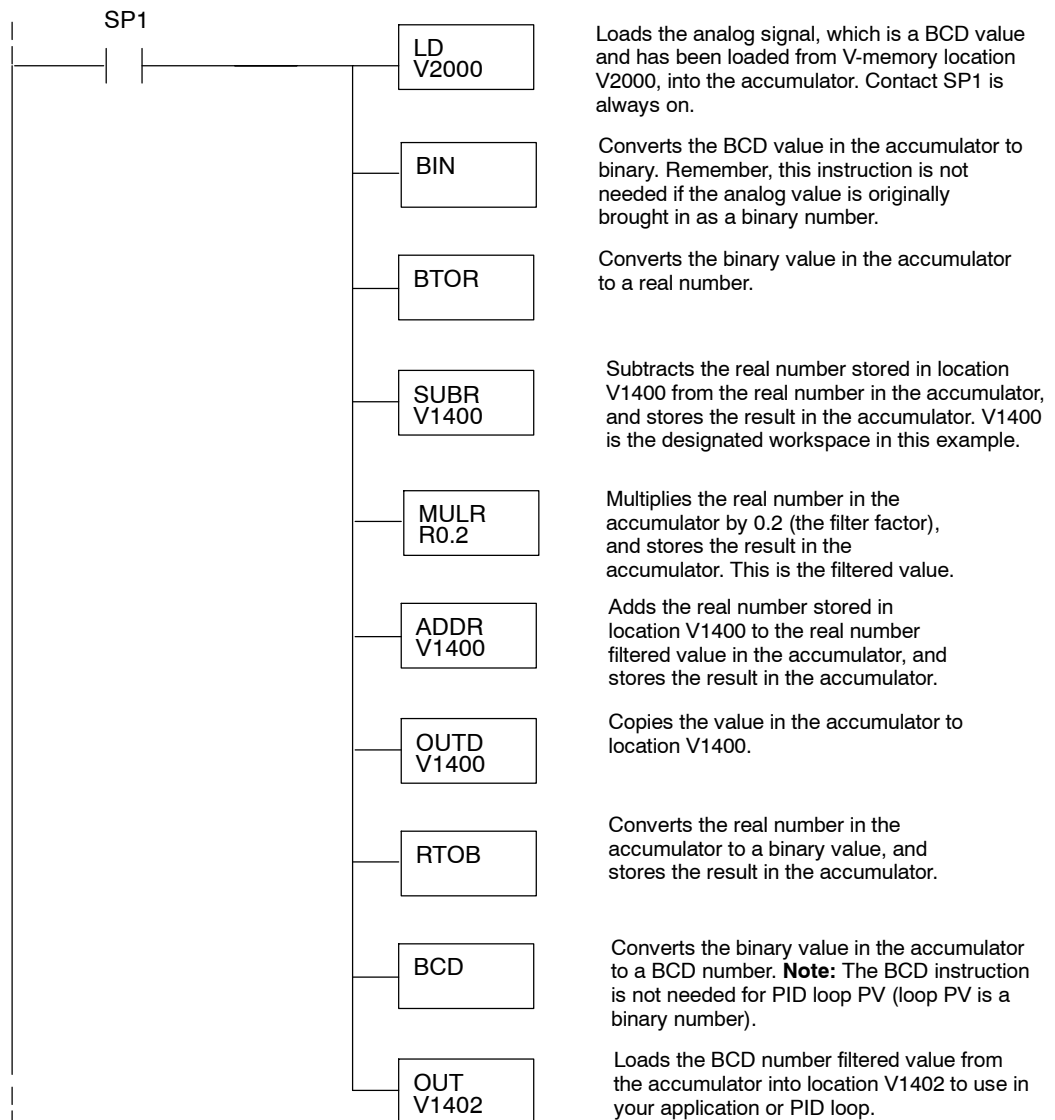 SP1
LD
V2000
Loads the analog signal, which is a BCD value
and has been loaded from V-memory location
V2000, into the accumulator. Contact SP1 is
always on.
BIN
Converts the BCD value in the accumulator to
binary. Remember, this instruction is not
needed if the analog value is originally
brought in as a binary number.
BTOR
Converts the binary value in the accumulator
to a real number.
SUBR
V1400
Subtracts the real number stored in location
V1400 from the real number in the accumulator,
and stores the result in the accumulator. V1400
is the designated workspace in this example.
MULR
R0.2
Multiplies the real number in the
accumulator by 0.2 (the filter factor),
and stores the result in the
accumulator. This is the filtered value.
ADDR
V1400
Adds the real number stored in
location V1400 to the real number
filtered value in the accumulator, and
stores the result in the accumulator.
OUTD
V1400
Copies the value in the accumulator to
location V1400.
RTOB
Converts the real number in the
accumulator to a binary value, and
stores the result in the accumulator.
BCD
Converts the binary value in the accumulator
to a BCD number. Note: The BCD instruction
is not needed for PID loop PV (loop PV is a
binary number).
OUT
V1402
Loads the BCD number filtered value from
the accumulator into location V1402 to use in
your application or PID loop.